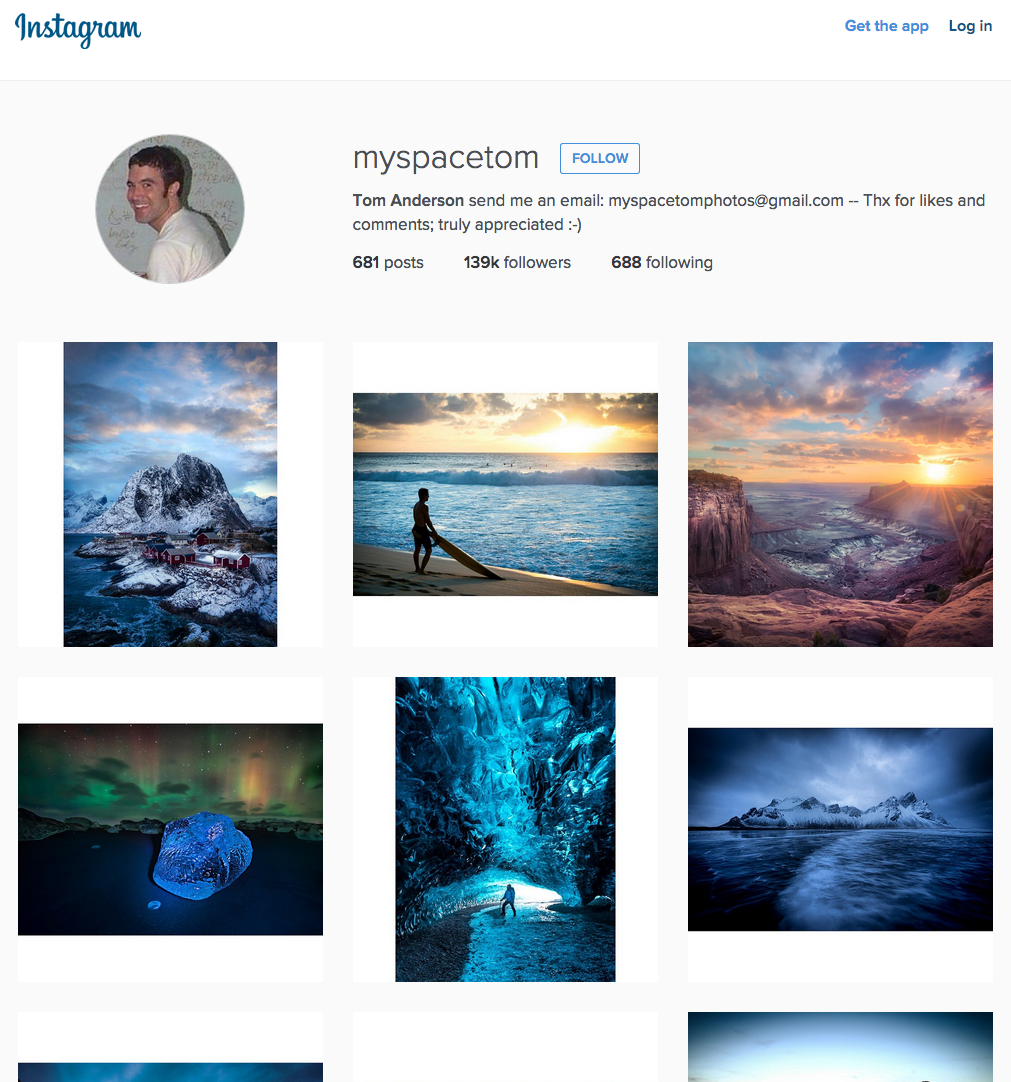 Instagram
Get the app
Log in
myspacetom
FOLLOW
Tom Anderson send me an email: myspacetomphotos@gmail.com -- Thx for likes and
comments; truly appreciated :-)
681 posts
139k followers
688 following